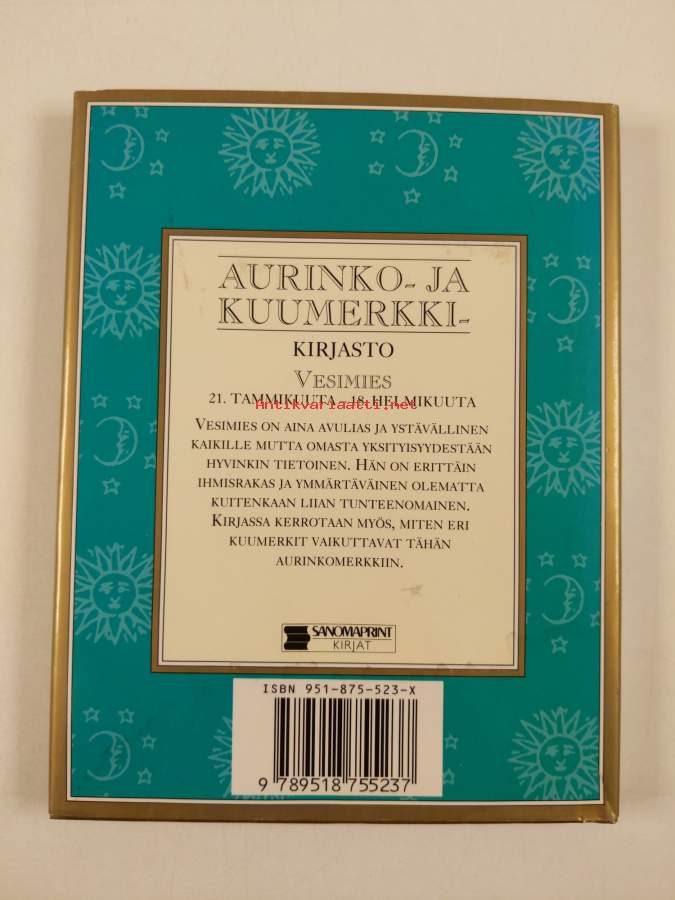 AURINKO- JA
KUUMERKKI-
KIRJASTO
VESIMIES
21. TAMMIKUUTA – 18. HELMIKUUTA
Antikvariaatti.net
VESIMIES ON AINA AVULIAS JA YSTÄVÄLLINEN
KAIKILLE MUTTA OMASTA YKSITYISYYDESTÄÄN
HYVINKIN TIETOINEN. HÄN ON ERITTÄIN
IHMISRAKAS JA YMMÄRTÄVÄINEN OLEMATTA
KUITENKAAN LIIAN TUNTEENOMAINEN.
KIRJASSA KERROTAAN MYÖS, MITEN ERI
KUUMERKIT VAIKUTTAVAT TÄHÄN
AURINKOMERKKIIN.
SANOMAPRINT
KIRJAT
ISBN 951-875-523-X
9 789518 755237